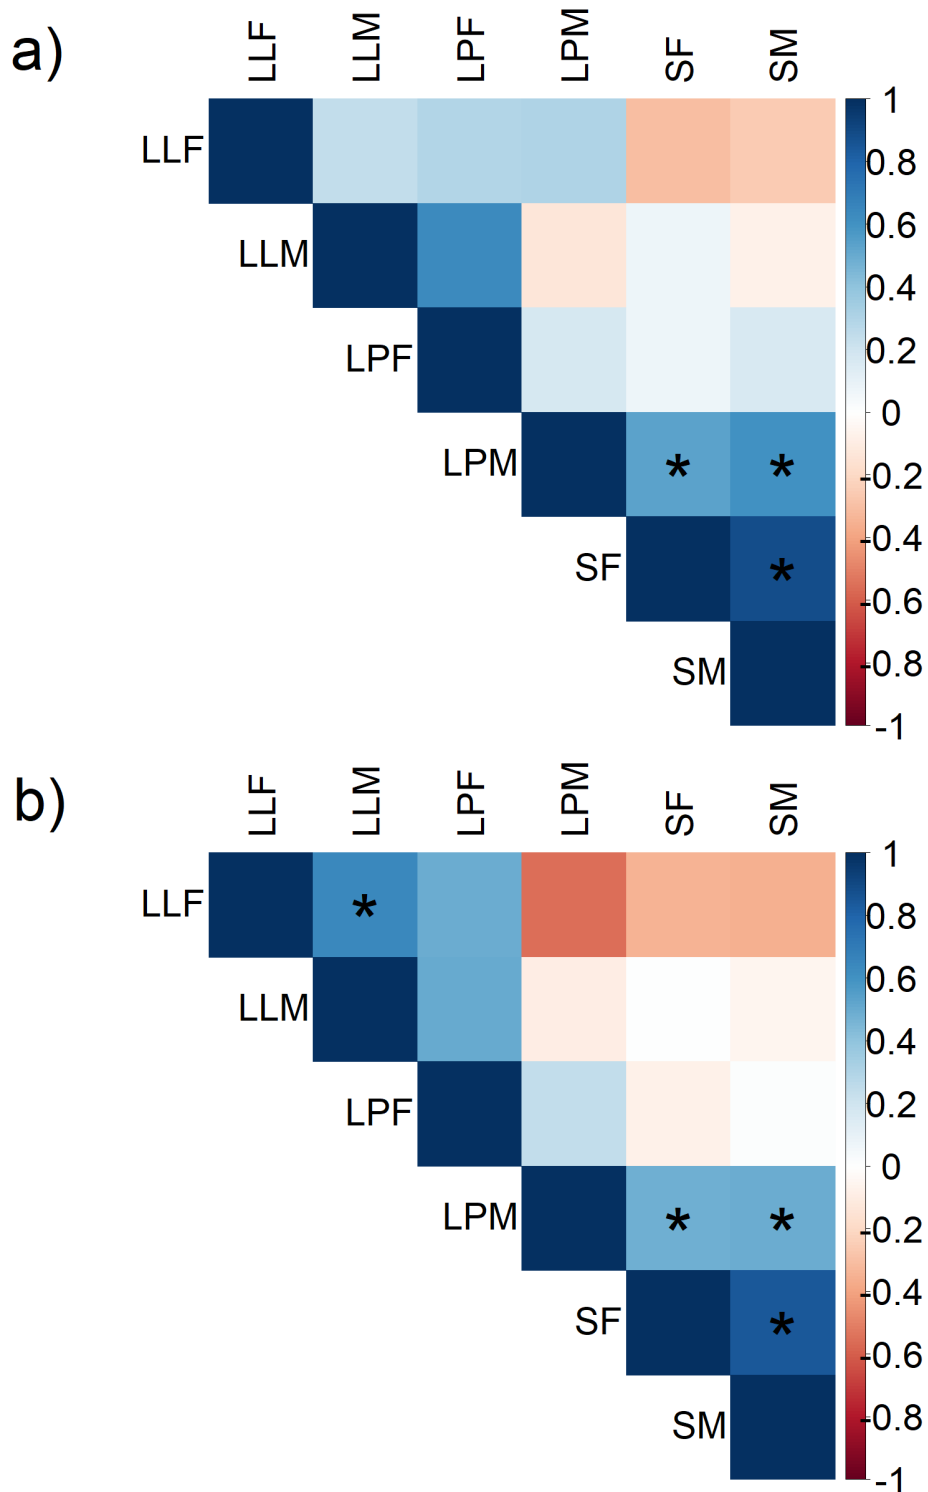 a)
LLF LLM LPF LPM SF SM
LLF
LLM
LPF
LPM * *
SF *
SM
1
0.8
0.6
0.4
0.2
0
-0.2
-0.4
-0.6
-0.8
-1
b)
LLF LLM LPF LPM SF SM
LLF *
LLM
LPF
LPM * *
SF *
SM
1
0.8
0.6
0.4
0.2
0
-0.2
-0.4
-0.6
-0.8
-1